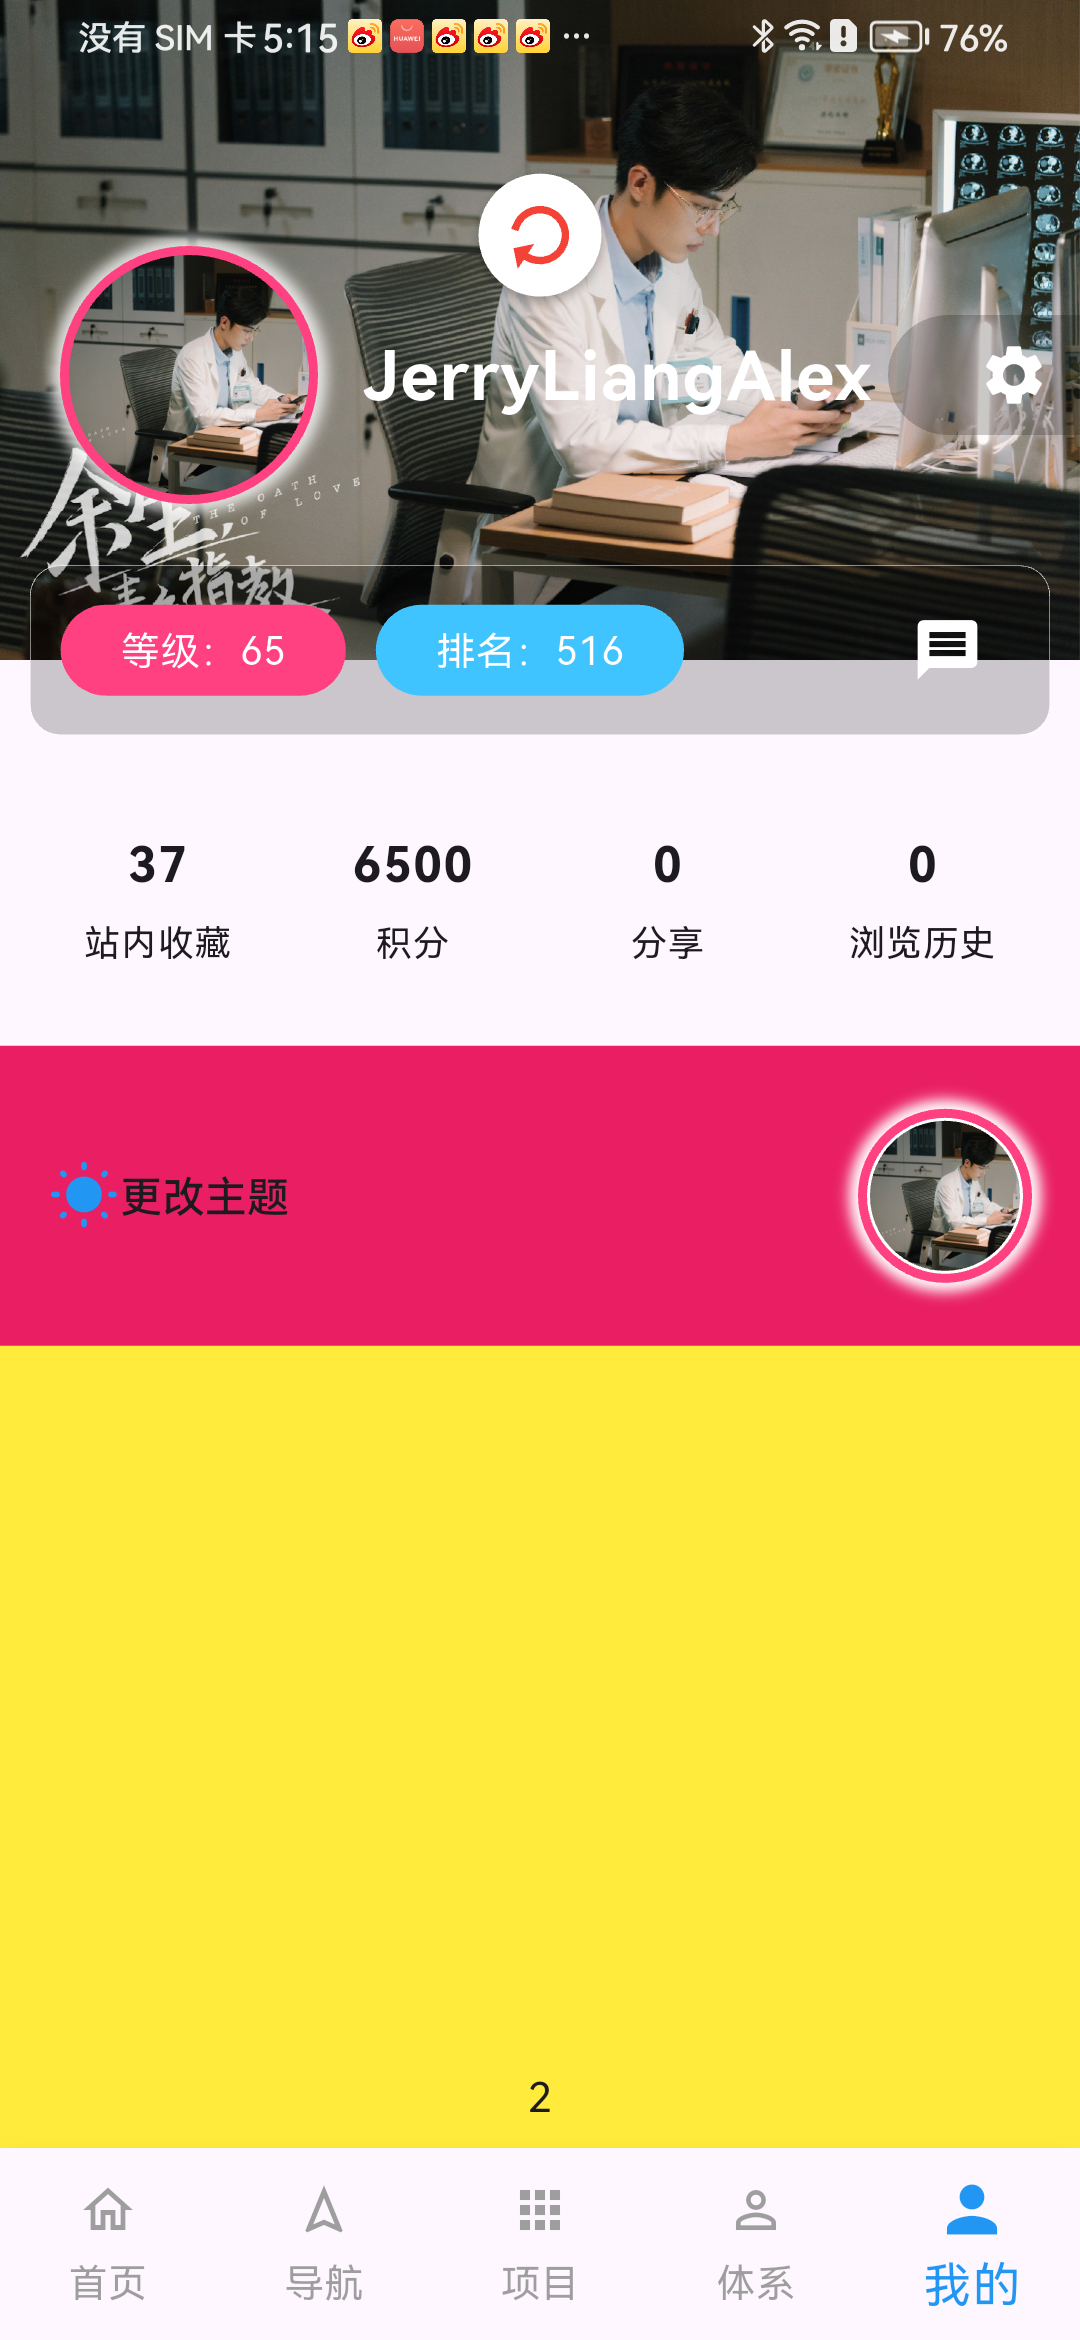 没有 SIM 卡 5:15 HUAWEI ... 76%
JerryLiangAlex
余生，
THE OATH
OF LOVE
请多指教
等级：65 排名：516
37 6500 0 0
站内收藏 积分 分享 浏览历史
更改主题
2
首页 导航 项目 体系 我的